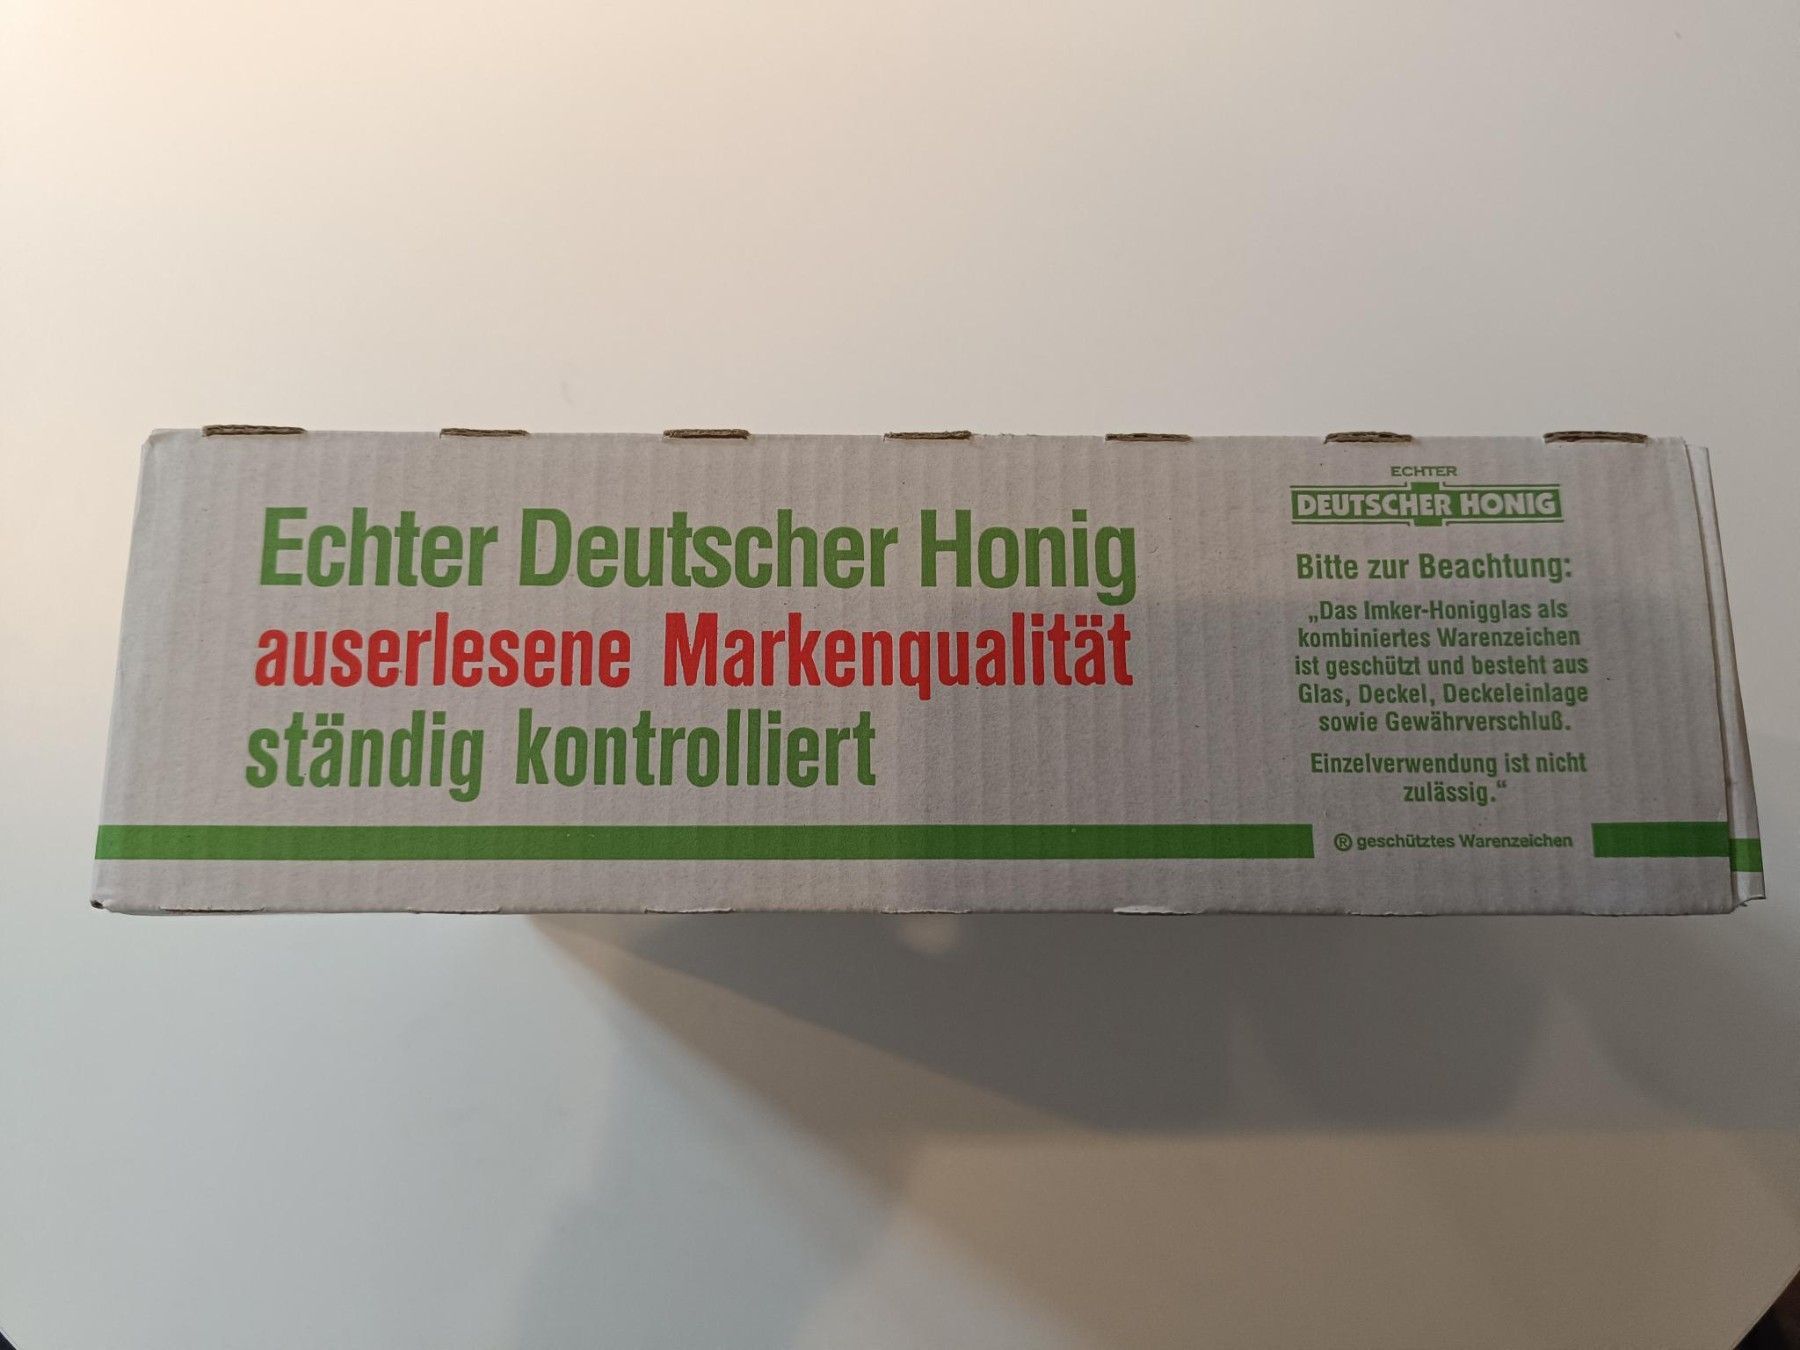 Echter Deutscher Honig
auserlesene Markenqualität
ständig kontrolliert
ECHTER
DEUTSCHER HONIG
Bitte zur Beachtung:
„Das Imker-Honigglas als
kombiniertes Warenzeichen
ist geschützt und besteht aus
Glas, Deckel, Deckeleinlage
sowie Gewährverschluß.
Einzelverwendung ist nicht
zulässig.“
® geschütztes Warenzeichen